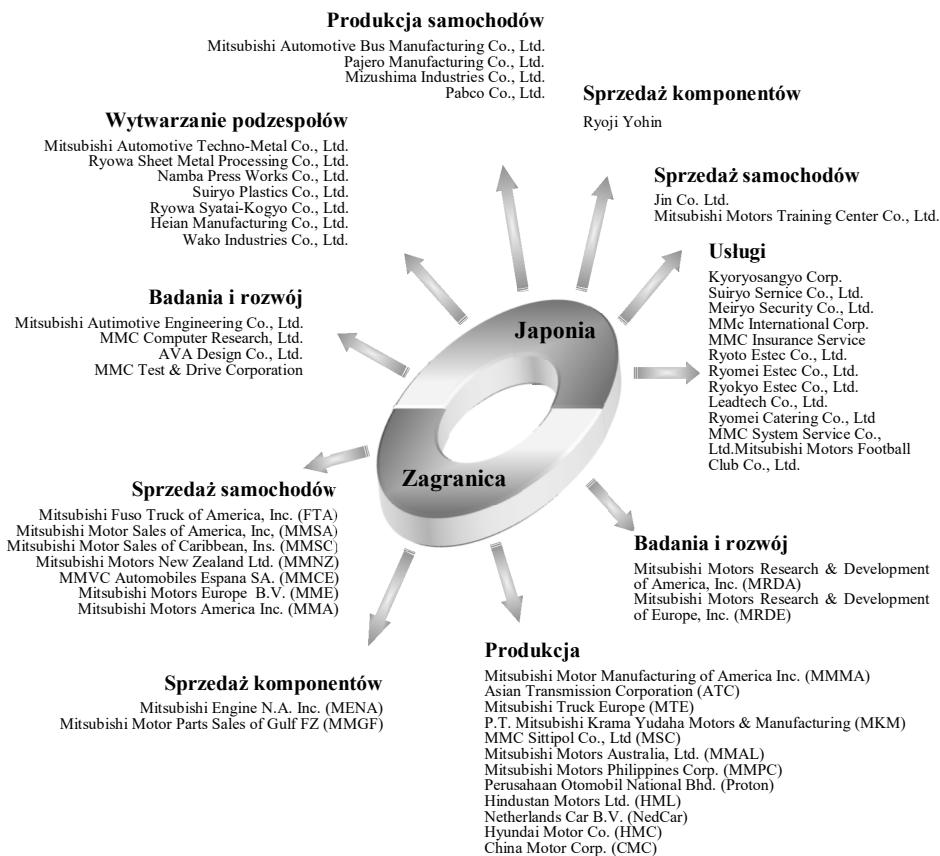 Produkcja samochodów
Mitsubishi Automotive Bus Manufacturing Co., Ltd.
Pajero Manufacturing Co., Ltd.
Mizushima Industries Co., Ltd.
Pabco Co., Ltd.
Sprzedaż komponentów
Ryoji Yohin
Wytwarzanie podzespołów
Mitsubishi Automotive Techno-Metal Co., Ltd.
Ryowa Sheet Metal Processing Co., Ltd.
Namba Press Works Co., Ltd.
Suiryo Plastics Co., Ltd.
Ryowa Syatai-Kogyo Co., Ltd.
Heian Manufacturing Co., Ltd.
Wako Industries Co., Ltd.
Sprzedaż samochodów
Jin Co. Ltd.
Mitsubishi Motors Training Center Co., Ltd.
Usługi
Kyoryosangyo Corp.
Suiryo Sernice Co., Ltd.
Meiryo Security Co., Ltd.
MMc International Corp.
MMC Insurance Service
Ryoto Estec Co., Ltd.
Ryomei Estec Co., Ltd.
Ryokyo Estec Co., Ltd.
Leadtech Co., Ltd.
Ryomei Catering Co., Ltd
MMC System Service Co.,
Ltd.Mitsubishi Motors Football
Club Co., Ltd.
Badania i rozwój
Mitsubishi Autimotive Engineering Co., Ltd.
MMC Computer Research, Ltd.
AVA Design Co., Ltd.
MMC Test & Drive Corporation
Japonia
Zagranica
Sprzedaż samochodów
Mitsubishi Fuso Truck of America, Inc. (FTA)
Mitsubishi Motor Sales of America, Inc, (MMSA)
Mitsubishi Motor Sales of Caribbean, Ins. (MMSC)
Mitsubishi Motors New Zealand Ltd. (MMNZ)
MMVC Automobiles Espana SA. (MMCE)
Mitsubishi Motors Europe B.V. (MME)
Mitsubishi Motors America Inc. (MMA)
Badania i rozwój
Mitsubishi Motors Research & Development
of America, Inc. (MRDA)
Mitsubishi Motors Research & Development
of Europe, Inc. (MRDE)
Sprzedaż komponentów
Mitsubishi Engine N.A. Inc. (MENA)
Mitsubishi Motor Parts Sales of Gulf FZ (MMGF)
Produkcja
Mitsubishi Motor Manufacturing of America Inc. (MMMA)
Asian Transmission Corporation (ATC)
Mitsubishi Truck Europe (MTE)
P.T. Mitsubishi Krama Yudaha Motors & Manufacturing (MKM)
MMC Sittipol Co., Ltd (MSC)
Mitsubishi Motors Australia, Ltd. (MMAL)
Mitsubishi Motors Philippines Corp. (MMPC)
Perusahaan Otomobil National Bhd. (Proton)
Hindustan Motors Ltd. (HML)
Netherlands Car B.V. (NedCar)
Hyundai Motor Co. (HMC)
China Motor Corp. (CMC)